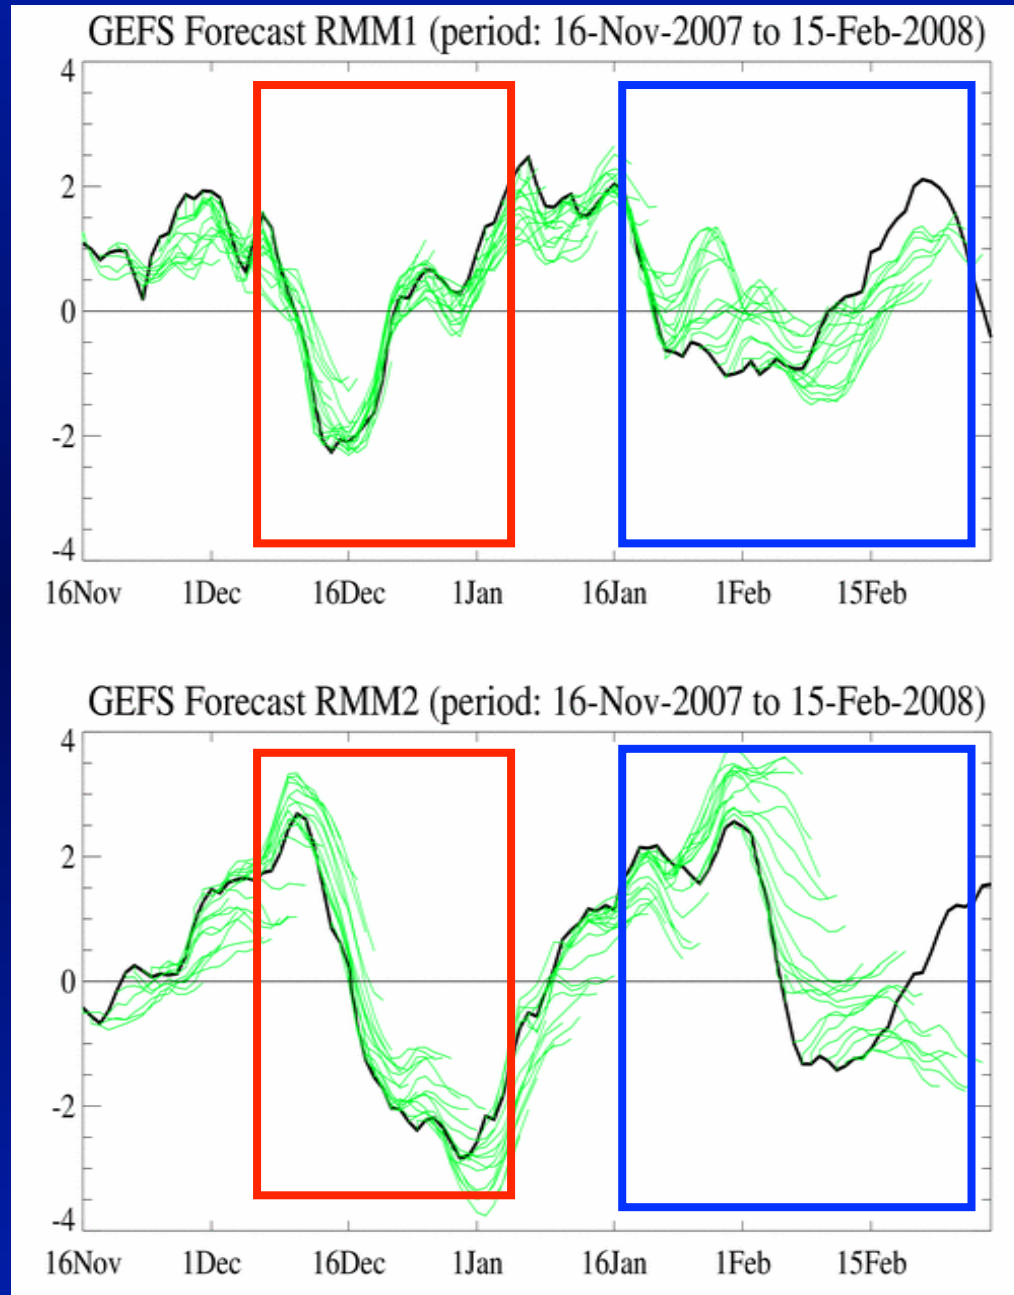 GEFS Forecast RMM1 (period: 16-Nov-2007 to 15-Feb-2008)
4
2
0
-2
-4
16Nov 1Dec 16Dec 1Jan 16Jan 1Feb 15Feb
GEFS Forecast RMM2 (period: 16-Nov-2007 to 15-Feb-2008)
4
2
0
-2
-4
16Nov 1Dec 16Dec 1Jan 16Jan 1Feb 15Feb